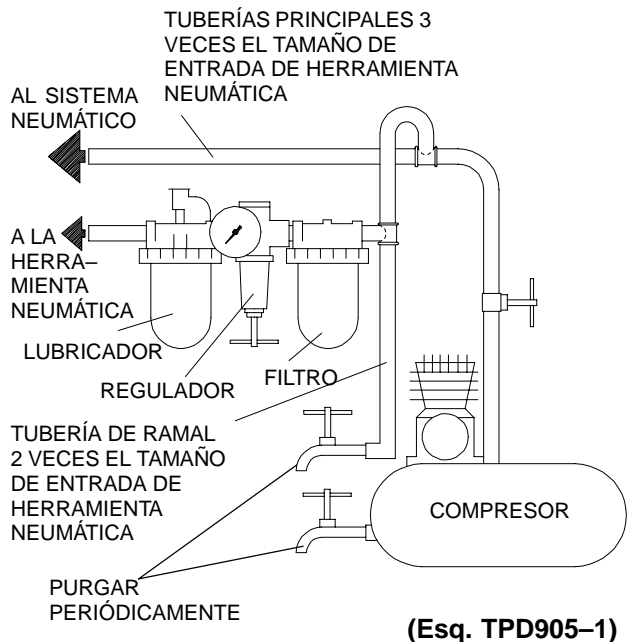 TUBERÍAS PRINCIPALES 3
VECES EL TAMAÑO DE
ENTRADA DE HERRAMIENTA
NEUMÁTICA
AL SISTEMA
NEUMÁTICO
A LA
HERRA–
MIENTA
NEUMÁTICA
LUBRICADOR
REGULADOR
FILTRO
TUBERÍA DE RAMAL
2 VECES EL TAMAÑO
DE ENTRADA DE
HERRAMIENTA
NEUMÁTICA
COMPRESOR
PURGAR
PERIÓDICAMENTE
(Esq. TPD905–1)